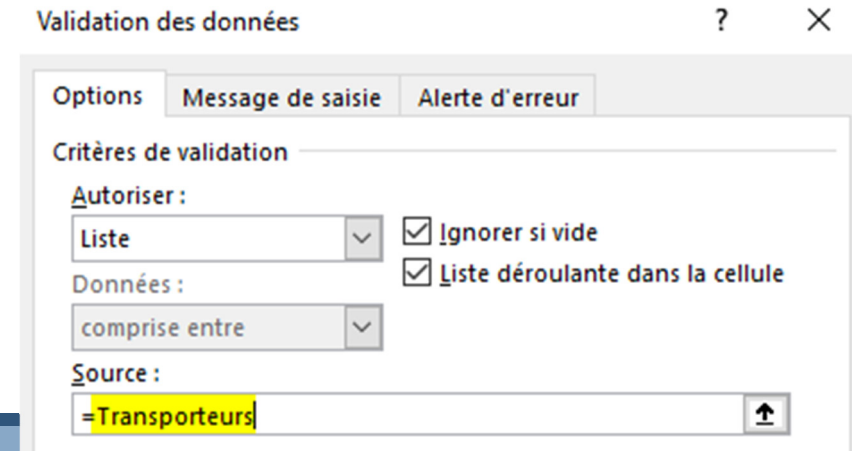 Validation des données ? ×
Options Message de saisie Alerte d'erreur
Critères de validation
Autoriser :
Liste
Ignorer si vide
Liste déroulante dans la cellule
Données :
comprise entre
Source :
=Transporteurs